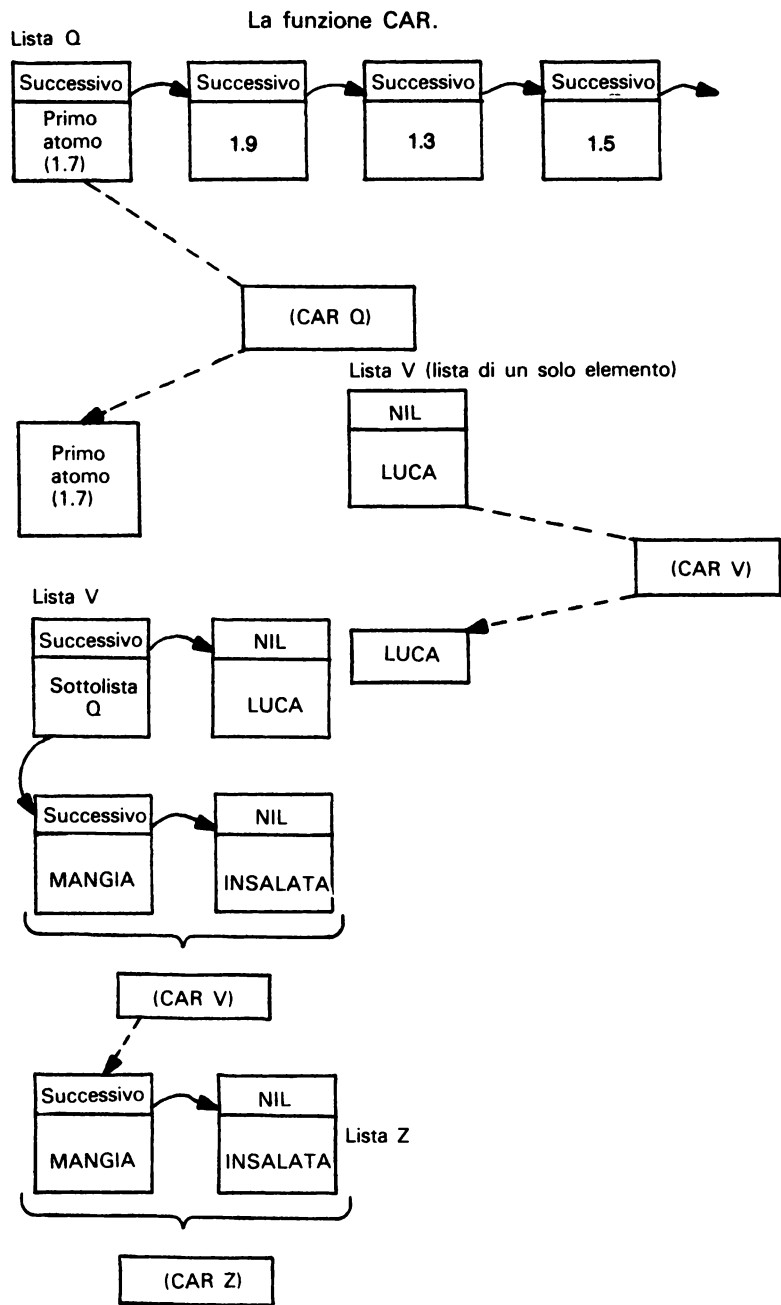 La funzione CAR.
Lista Q
Successivo Successivo Successivo Successivo
Primo
atomo
(1.7)
1.9 1.3 1.5
(CAR Q)
Lista V (lista di un solo elemento)
NIL
LUCA
Primo
atomo
(1.7)
(CAR V)
LUCA
Lista V
Successivo NIL
Sottolista
Q
LUCA
Successivo NIL
MANGIA INSALATA
(CAR V)
Successivo NIL
Lista Z
MANGIA INSALATA
(CAR Z)